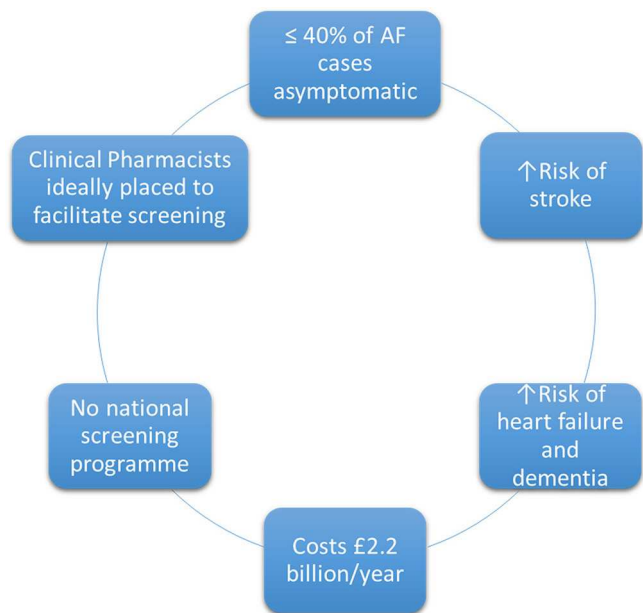 ≤ 40% of AF
cases
asymptomatic
↑Risk of
stroke
↑Risk of
heart failure
and
dementia
Costs £2.2
billion/year
No national
screening
programme
Clinical Pharmacists
ideally placed to
facilitate screening